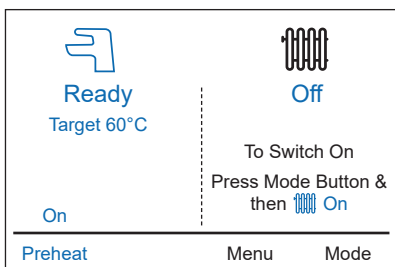 Ready
Target 60°C
On
Off
To Switch On
Press Mode Button &
then On
Preheat
Menu
Mode